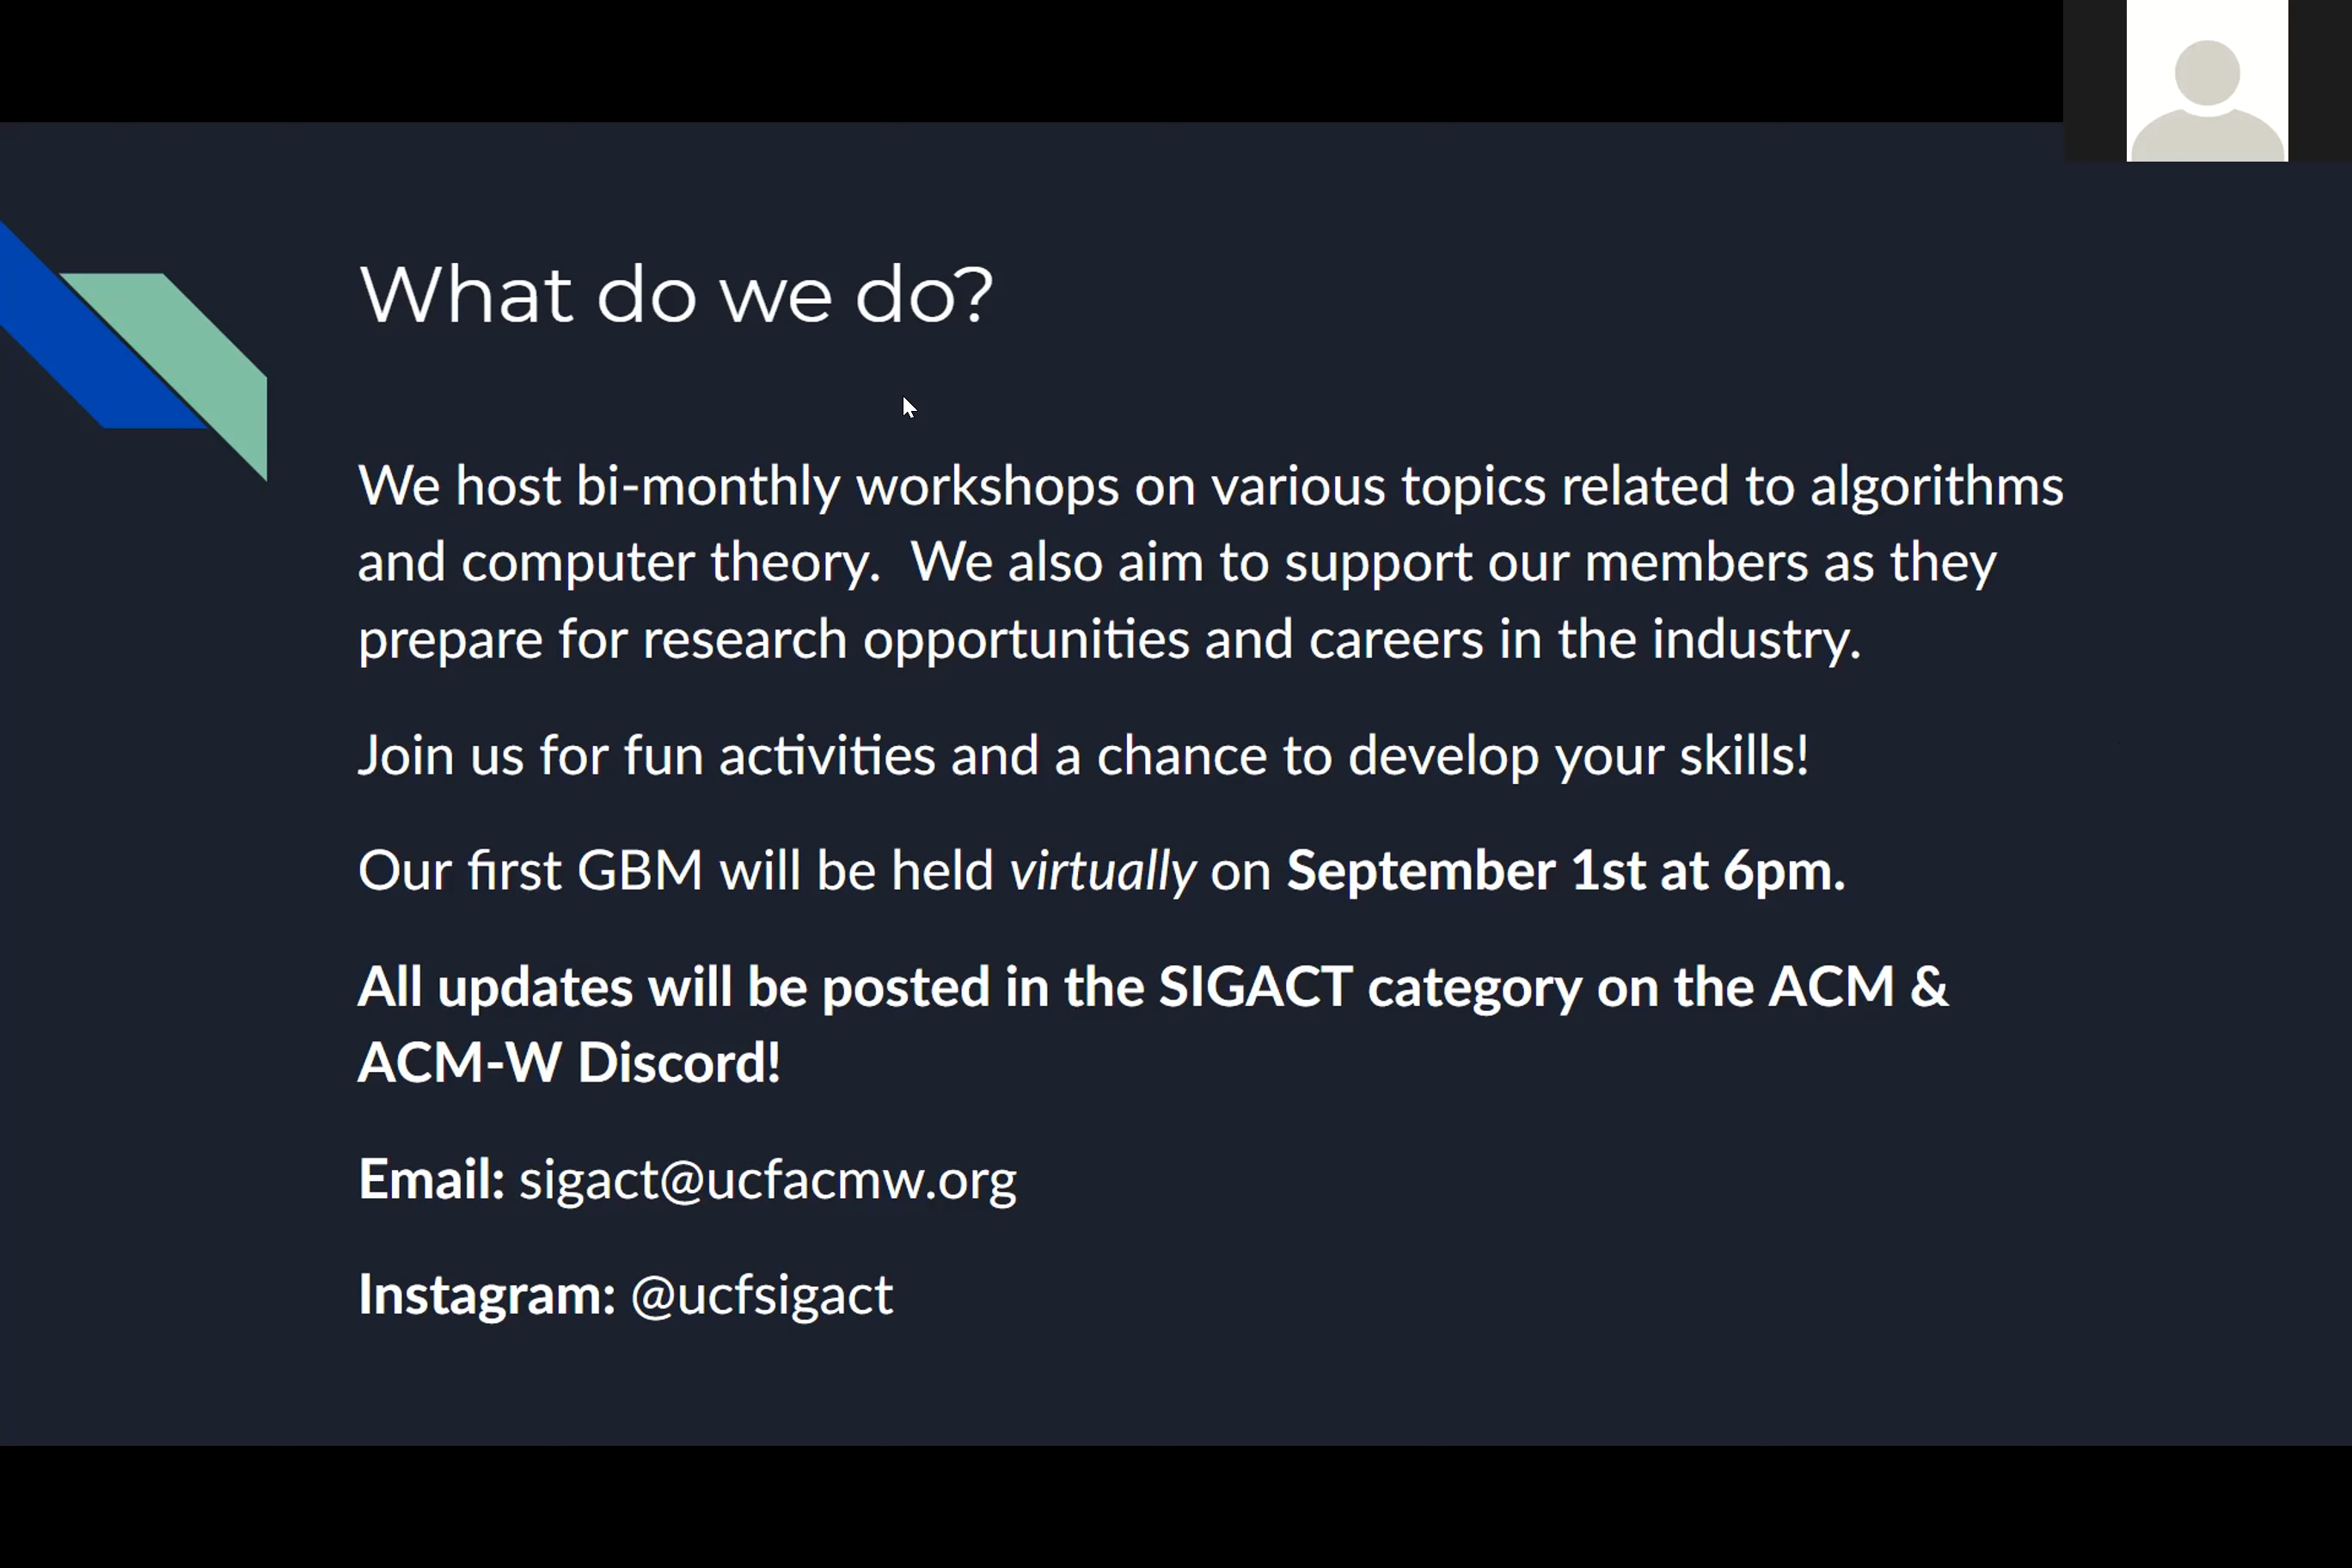 What do we do?
We host bi-monthly workshops on various topics related to algorithms
and computer theory.  We also aim to support our members as they
prepare for research opportunities and careers in the industry.
Join us for fun activities and a chance to develop your skills!
Our first GBM will be held virtually on September 1st at 6pm.
All updates will be posted in the SIGACT category on the ACM &
ACM-W Discord!
Email: sigact@ucfacmw.org
Instagram: @ucfsigact